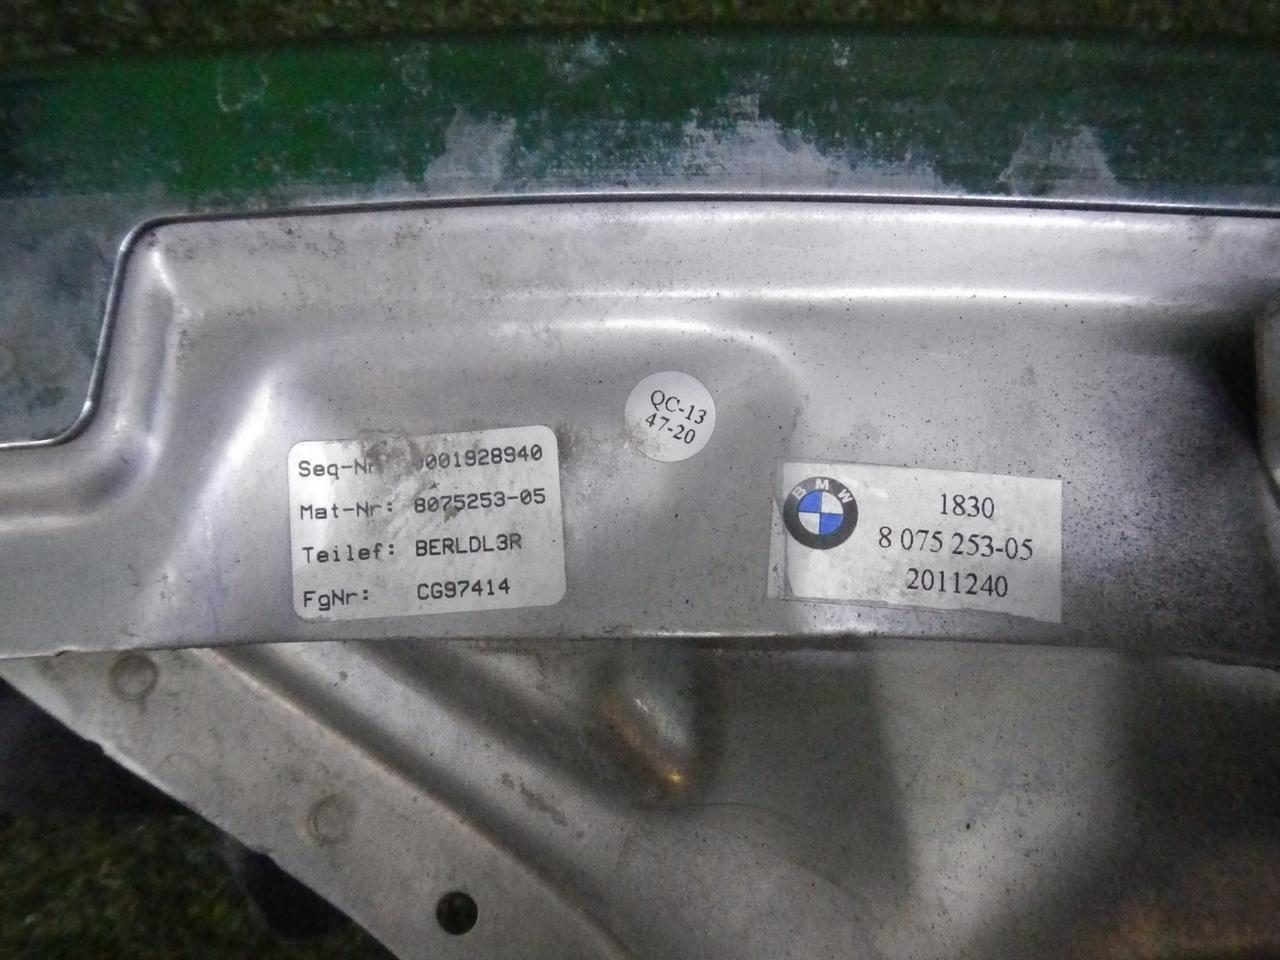 QC-13
47-20
Seq-Nr: 0001928940
Mat-Nr: 8075253-05
Teilef: BERLDL3R
FgNr: CG97414
BMW
1830
8 075 253-05
2011240